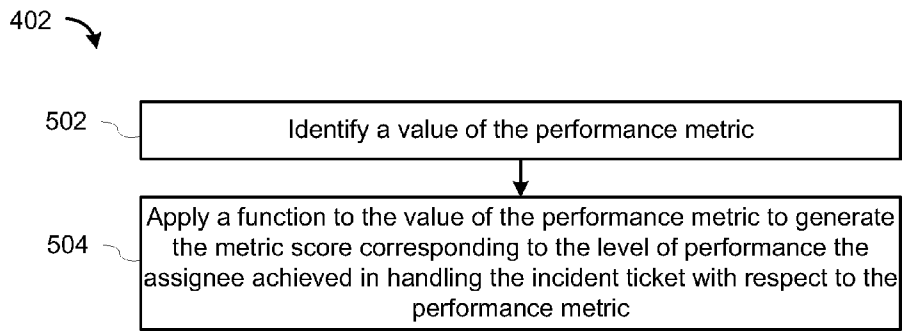 402
502
Identify a value of the performance metric
504
Apply a function to the value of the performance metric to generate
the metric score corresponding to the level of performance the
assignee achieved in handling the incident ticket with respect to the
performance metric